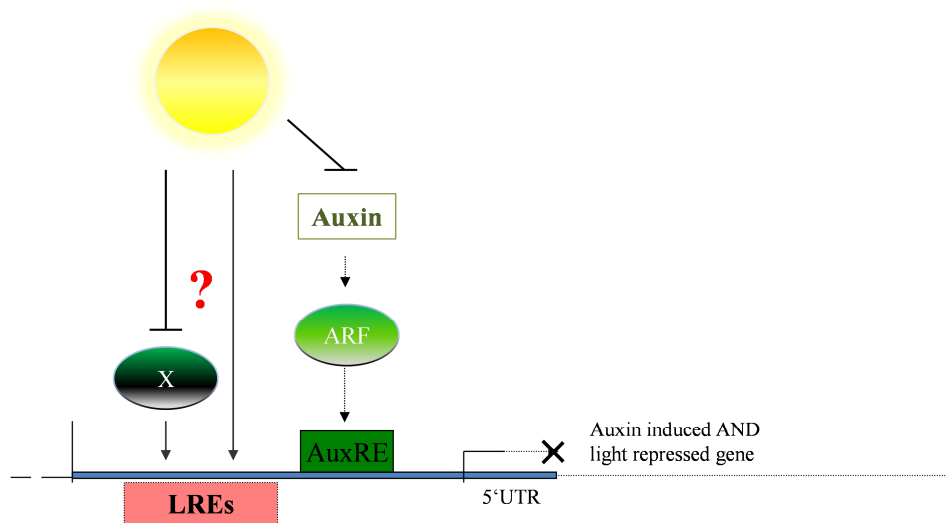 Auxin
?
ARF
X
AuxRE
Auxin induced AND
light repressed gene
5‘UTR
LREs